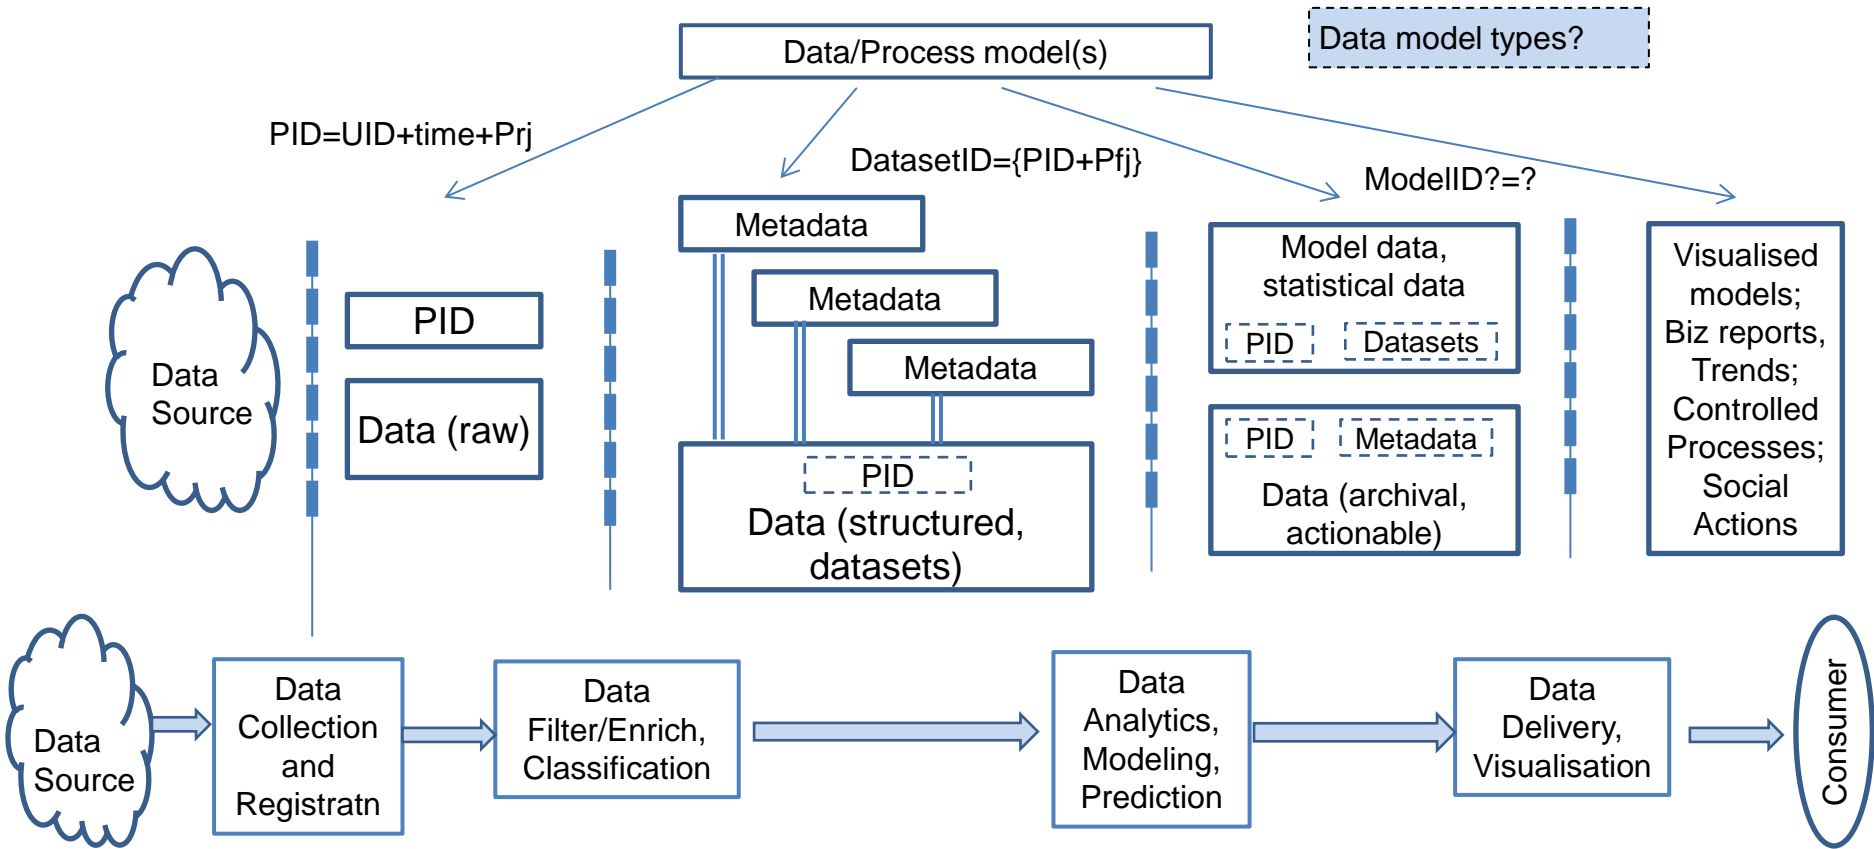 Data/Process model(s)
Data model types?
PID=UID+time+Prj
DatasetID={PID+Pfj}
ModelID?=?
Data
Source
PID
Data (raw)
Metadata
Metadata
Metadata
PID
Data (structured,
datasets)
Model data,
statistical data
PID
Datasets
PID
Metadata
Data (archival,
actionable)
Visualised
models;
Biz reports,
Trends;
Controlled
Processes;
Social
Actions
Data
Source
Data
Collection
and
Registratn
Data
Filter/Enrich,
Classification
Data
Analytics,
Modeling,
Prediction
Data
Delivery,
Visualisation
Consumer